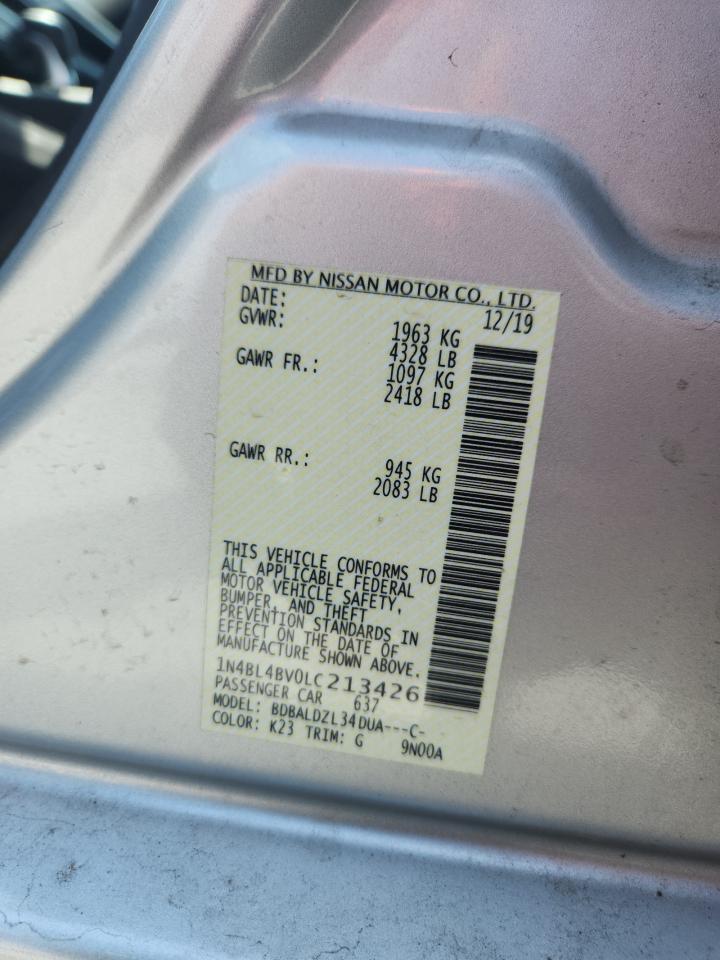 MFD BY NISSAN MOTOR CO., LTD.
DATE: 12/19
GVWR: 1963 KG
4328 LB
GAWR FR.: 1097 KG
2418 LB
GAWR RR.: 945 KG
2083 LB
THIS VEHICLE CONFORMS TO
ALL APPLICABLE FEDERAL
MOTOR VEHICLE SAFETY,
BUMPER, AND THEFT
PREVENTION STANDARDS IN
EFFECT ON THE DATE OF
MANUFACTURE SHOWN ABOVE.
1N4BL4BV0LC213426
PASSENGER CAR 637
MODEL: BDBALDZL34DUA---C-
COLOR: K23 TRIM: G 9N00A